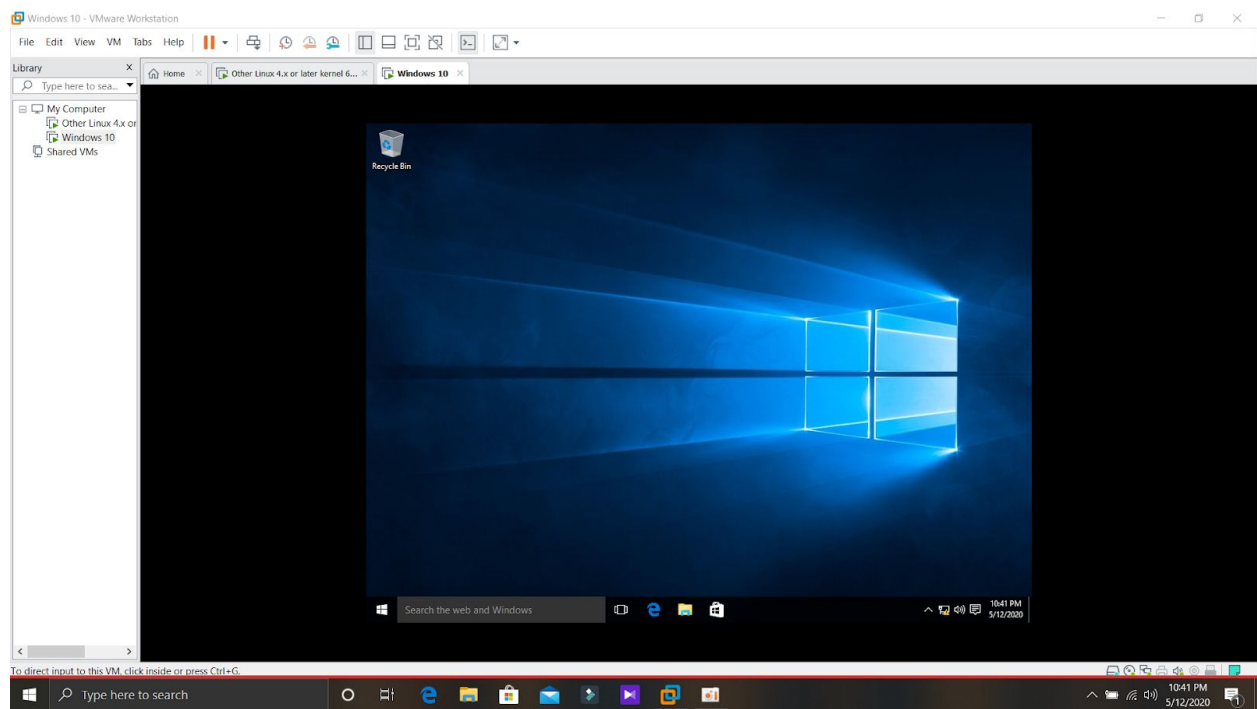 Windows 10 - VMware Workstation
File Edit View VM Tabs Help
Library X
Type here to sea...
Home
Other Linux 4.x or later kernel 6...
Windows 10
My Computer
Other Linux 4.x or
Windows 10
Shared VMs
Recycle Bin
Search the web and Windows
10:41 PM
5/12/2020
To direct input to this VM, click inside or press Ctrl+G.
Type here to search
10:41 PM
5/12/2020
1